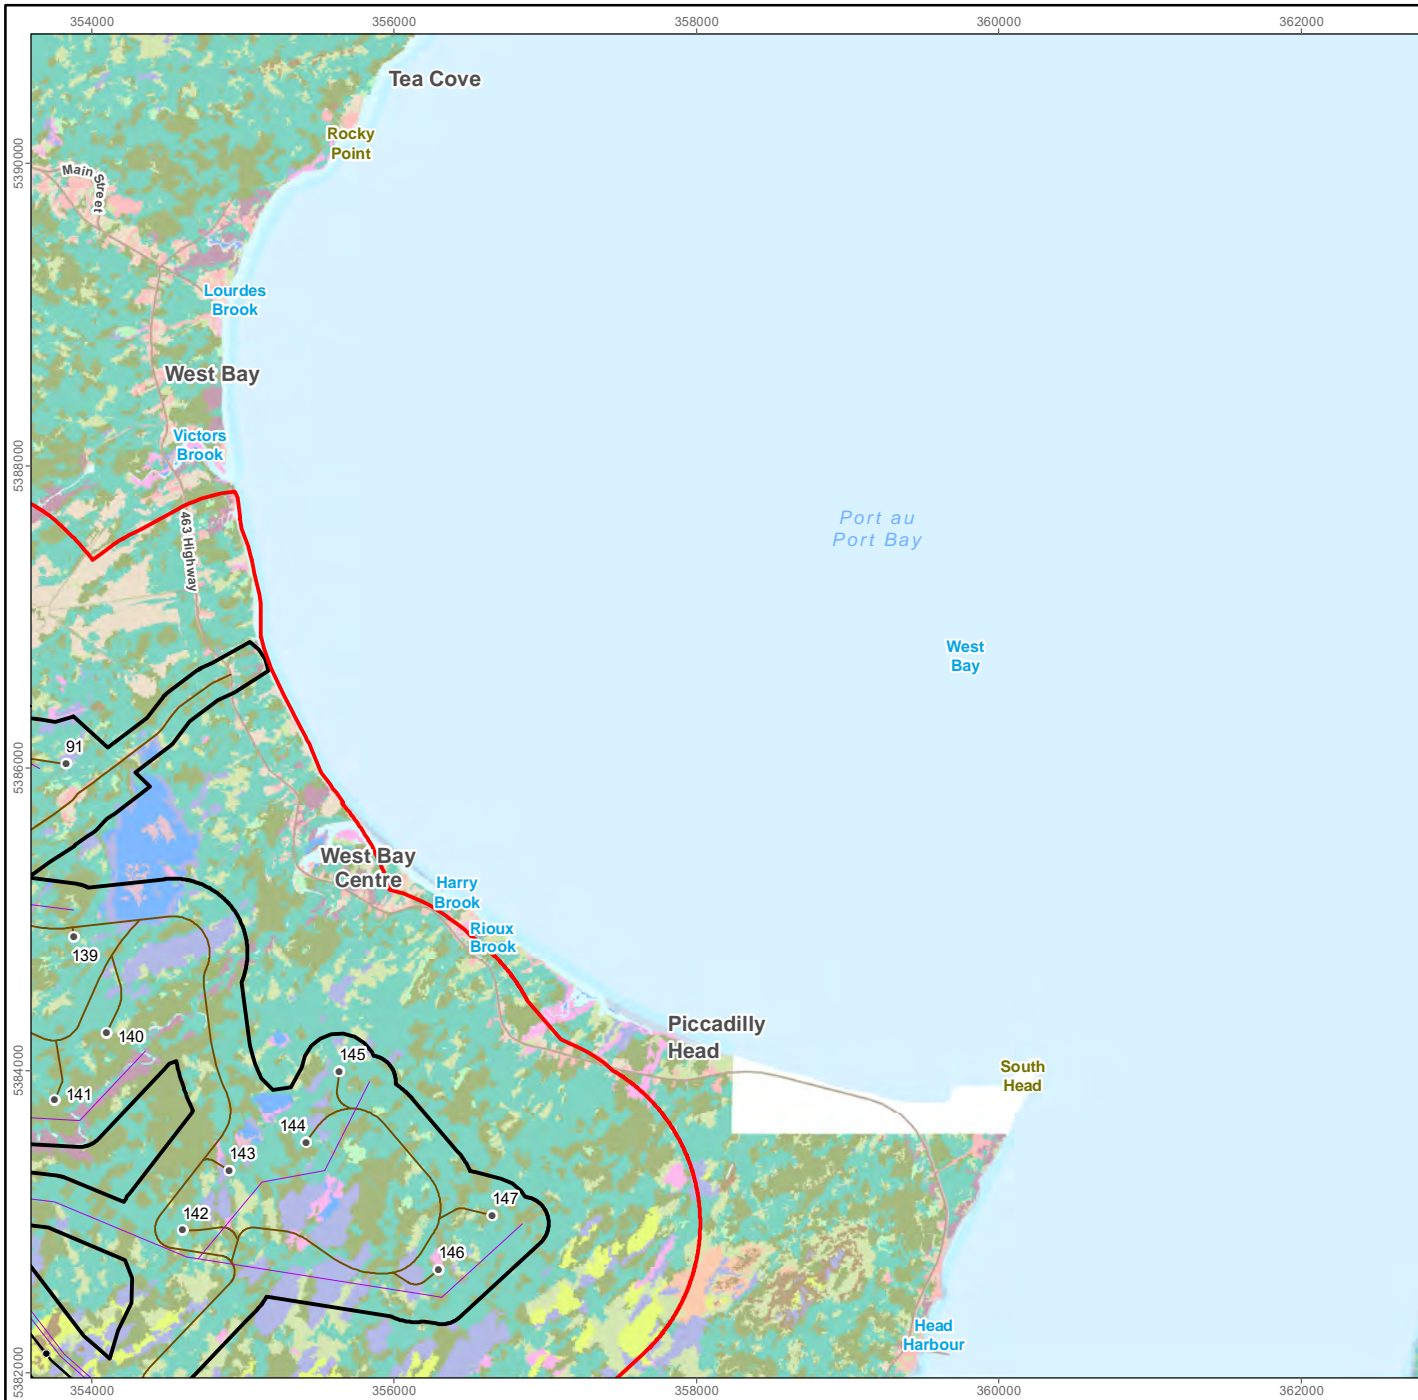 354000
356000
358000
360000
362000
Tea Cove
Rocky
Point
5390000
Main Street
Lourdes
Brook
West Bay
Victors
Brook
5388000
463 Highway
Port au
Port Bay
West
Bay
91
5386000
West Bay
Centre
Harry
Brook
Rioux
Brook
139
140
Piccadilly
Head
145
South
Head
5384000
141
144
143
142
147
146
Head
Harbour
5382000
354000
356000
358000
360000
362000